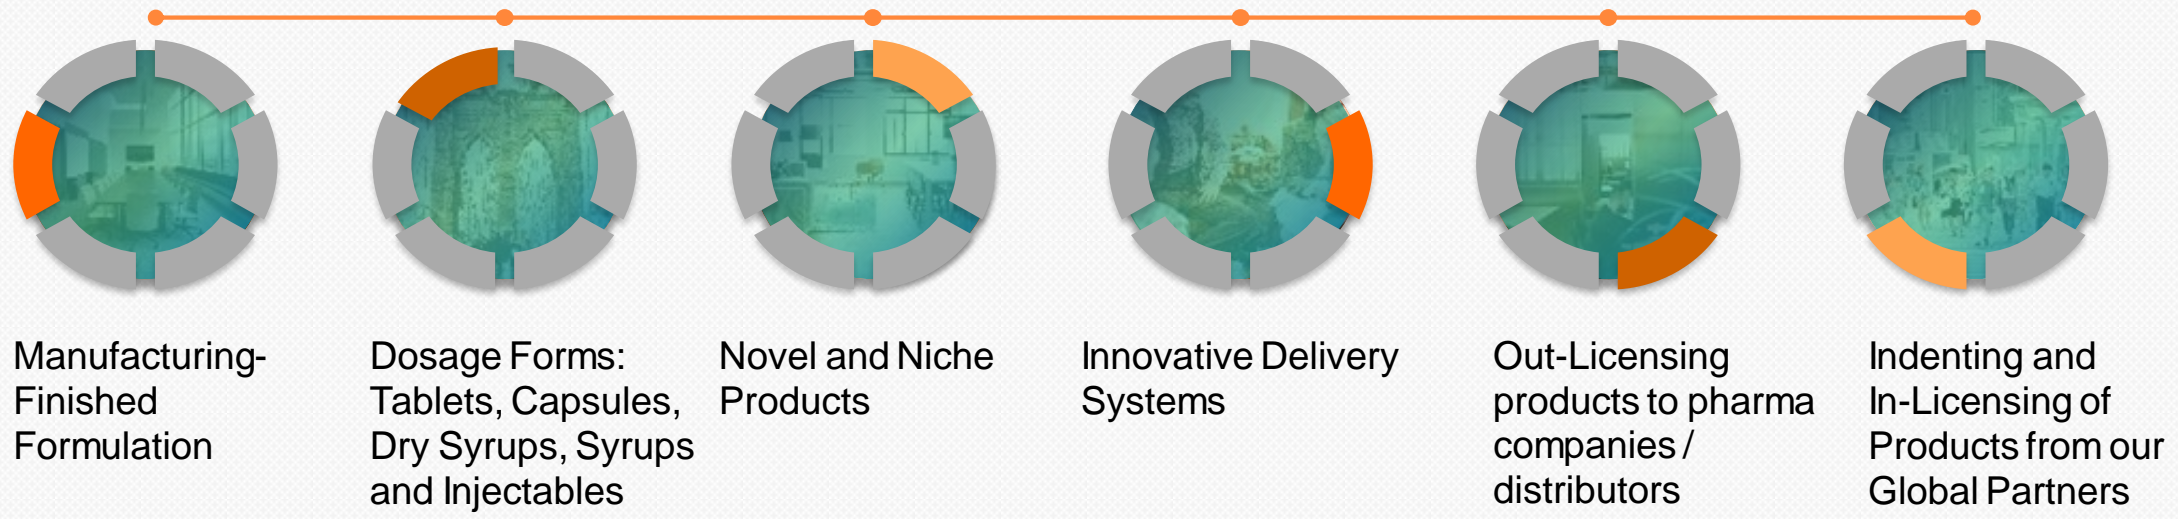 Manufacturing-
Finished
Formulation
Dosage Forms:
Tablets, Capsules,
Dry Syrups, Syrups
and Injectables
Novel and Niche
Products
Innovative Delivery
Systems
Out-Licensing
products to pharma
companies /
distributors
Indenting and
In-Licensing of
Products from our
Global Partners